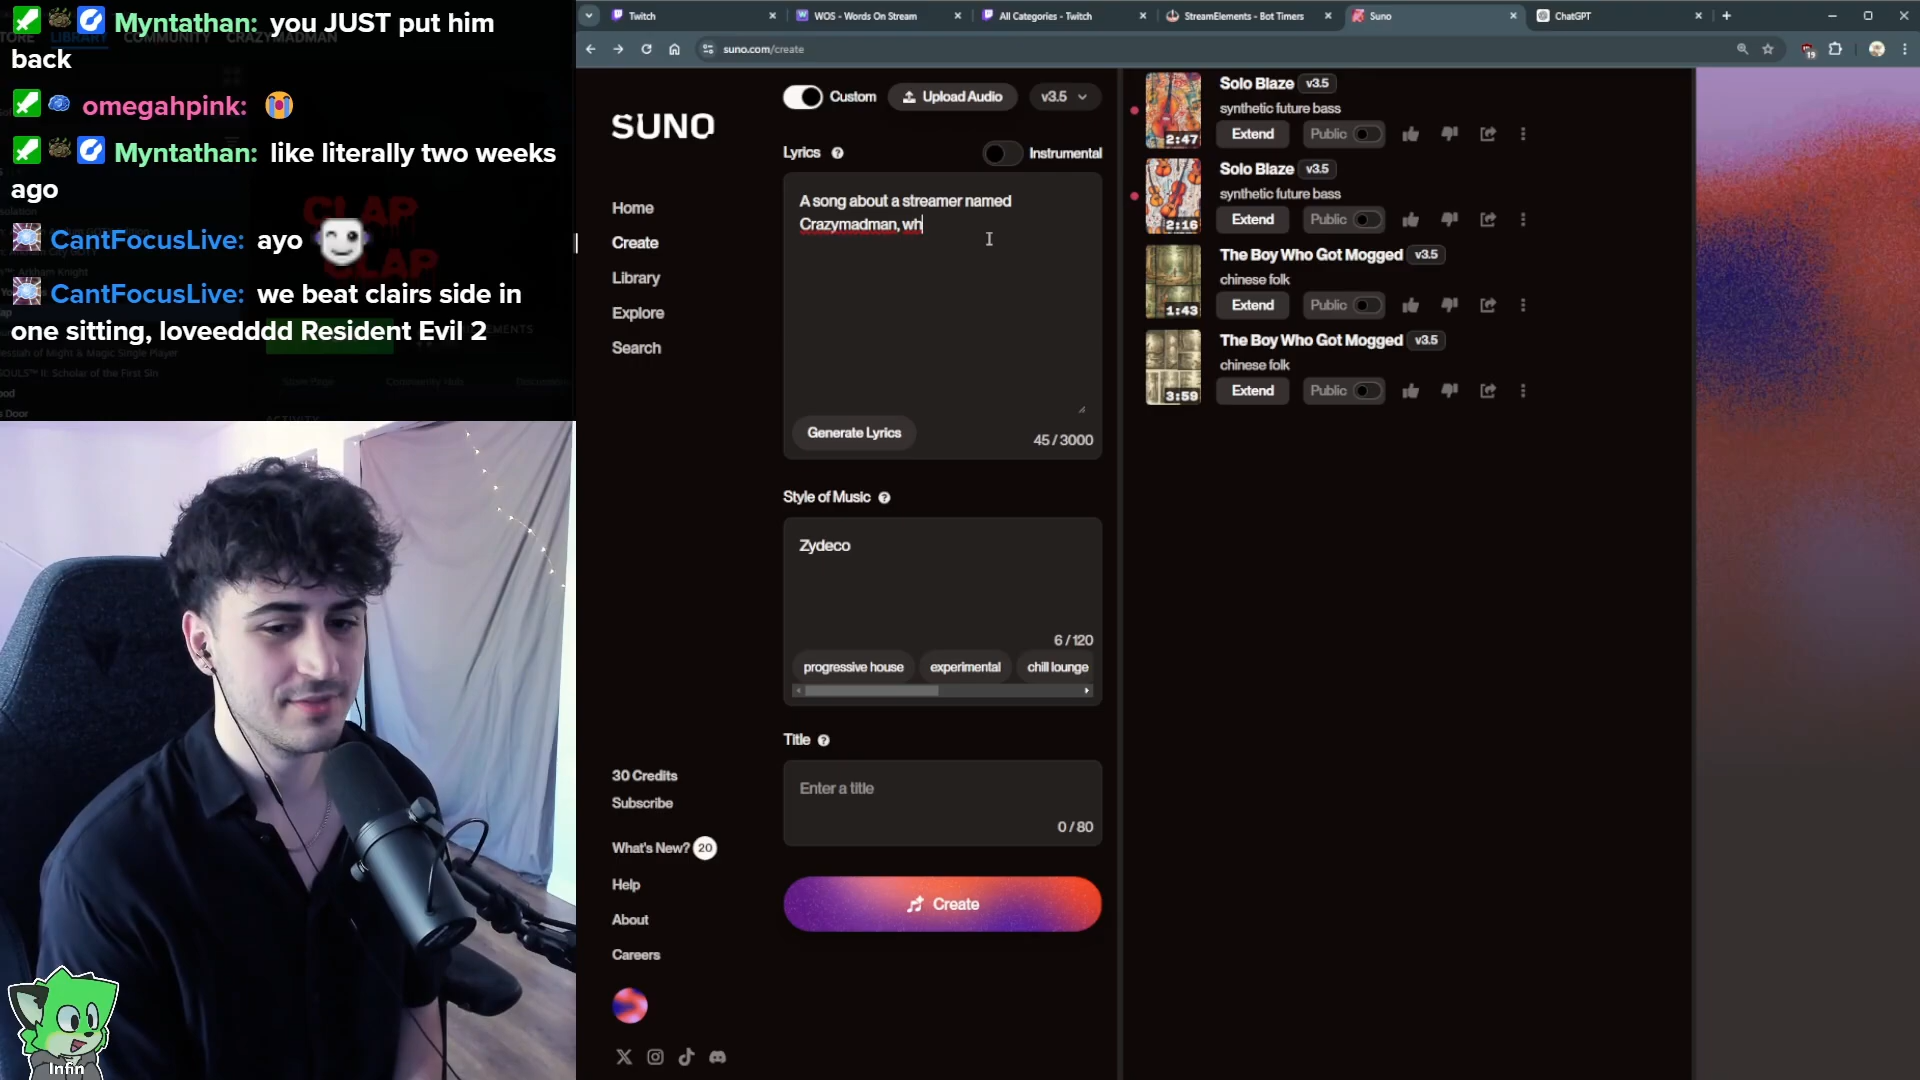 Myntathan: you JUST put him
back
omegahpink:
Myntathan: like literally two weeks
ago
CantFocusLive: ayo
CantFocusLive: we beat clairs side in
one sitting, loveedddd Resident Evil 2
LIBRARY COMMUNITY CRAZYMADMAN
CLAP
CLAP
Infin
Twitch
WOS - Words On Stream
All Categories - Twitch
StreamElements - Bot Timers
Suno
ChatGPT
suno.com/create
19
SUNO
Home
Create
Library
Explore
Search
30 Credits
Subscribe
What's New? 20
Help
About
Careers
Custom
Upload Audio
v3.5
Lyrics
Instrumental
A song about a streamer named
Crazymadman, wh
Generate Lyrics
45 / 3000
Style of Music
Zydeco
6 / 120
progressive house
experimental
chill lounge
Title
Enter a title
0 / 80
Create
Solo Blaze v3.5
synthetic future bass
2:47
Extend
Public
Solo Blaze v3.5
synthetic future bass
2:16
Extend
Public
The Boy Who Got Mogged v3.5
chinese folk
1:43
Extend
Public
The Boy Who Got Mogged v3.5
chinese folk
3:59
Extend
Public